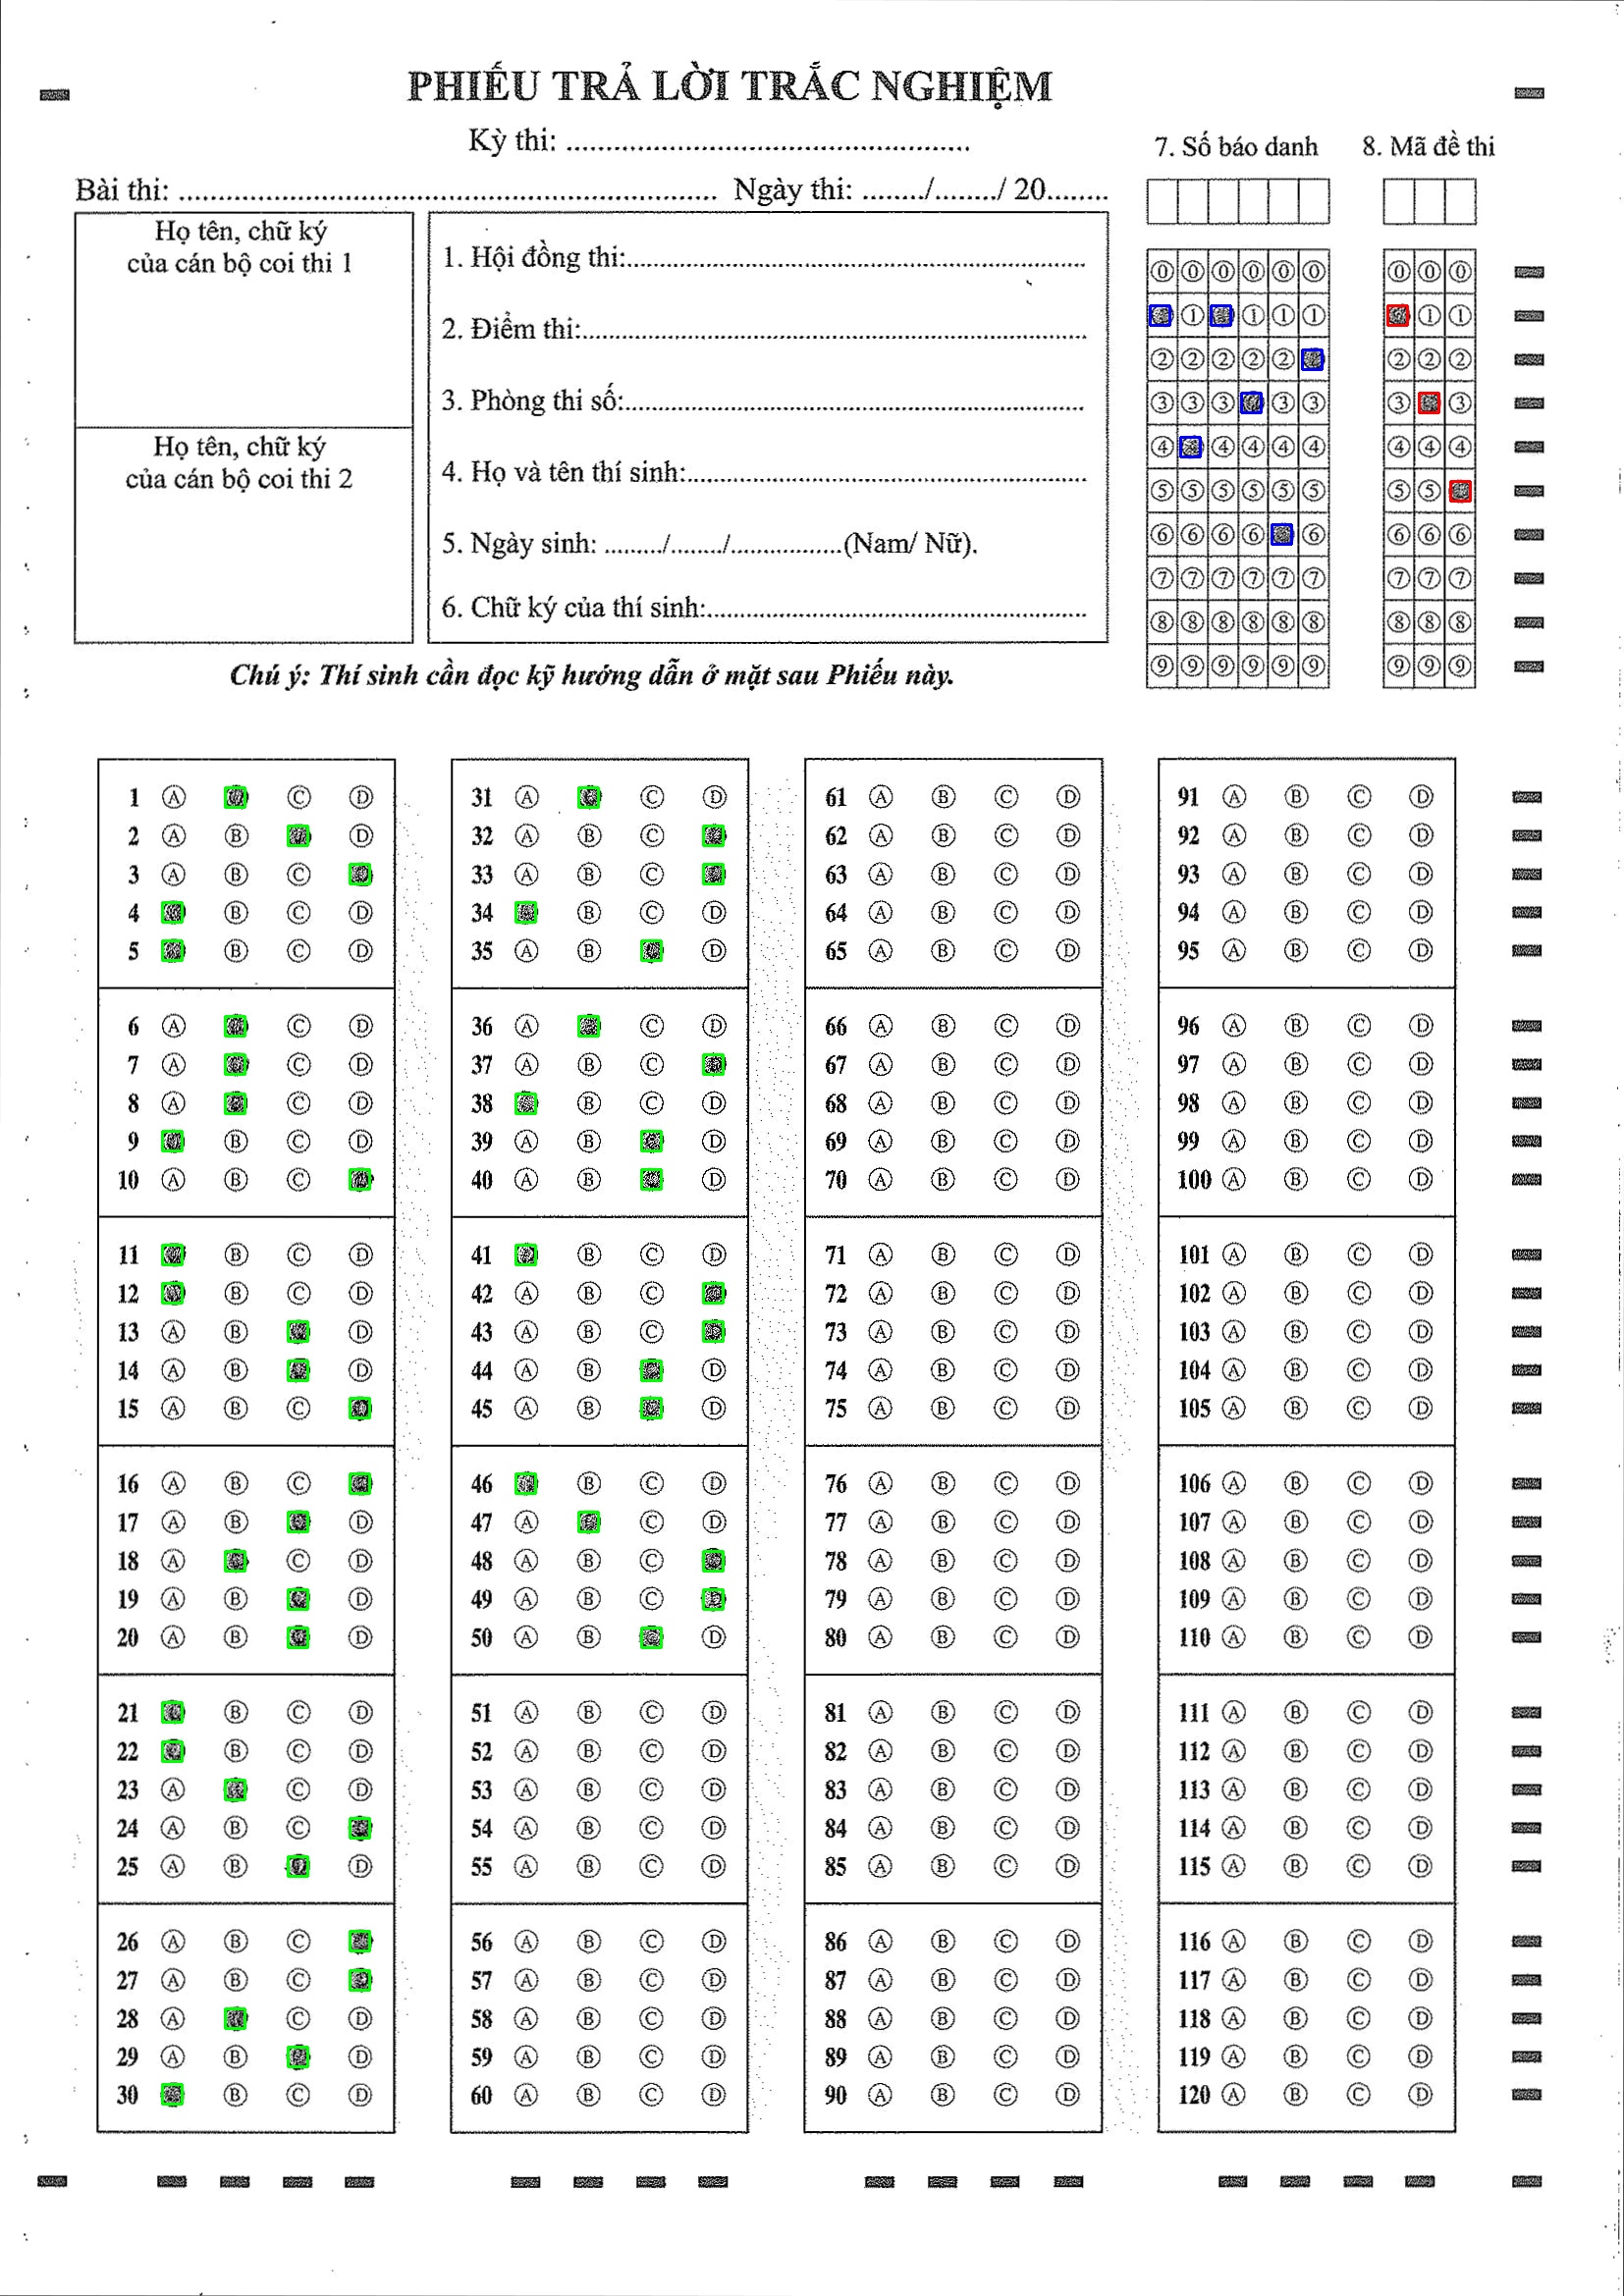 PHIẾU TRẢ LỜI TRẮC NGHIỆM
Kỳ thi: ....................................................
Bài thi: ..................................................................... Ngày thi: ......../......../ 20........
7. Số báo danh
8. Mã đề thi
Họ tên, chữ ký
của cán bộ coi thi 1
Họ tên, chữ ký
của cán bộ coi thi 2
1. Hội đồng thi:............................................................
2. Điểm thi:..................................................................
3. Phòng thi số:............................................................
4. Họ và tên thí sinh:....................................................
5. Ngày sinh: ........./......../................(Nam/ Nữ).
6. Chữ ký của thí sinh:..................................................
Chú ý: Thí sinh cần đọc kỹ hướng dẫn ở mặt sau Phiếu này.
0 0 0 0 0 0
1 1 1 1
2 2 2 2 2
3 3 3 3 3
4 4 4 4 4
5 5 5 5 5 5
6 6 6 6 6
7 7 7 7 7 7
8 8 8 8 8 8
9 9 9 9 9 9
0 0 0
1 1
2 2 2
3 3
4 4 4
5 5
6 6 6
7 7 7
8 8 8
9 9 9
1 A C D
2 A B D
3 A B C
4 B C D
5 B C D
6 A C D
7 A C D
8 A C D
9 B C D
10 A B C
11 B C D
12 B C D
13 A B D
14 A B D
15 A B C
16 A B C
17 A B D
18 A C D
19 A B D
20 A B D
21 B C D
22 B C D
23 A C D
24 A B C
25 A B D
26 A B C
27 A B C
28 A C D
29 A B D
30 B C D
31 A C D
32 A B C
33 A B C
34 B C D
35 A B D
36 A C D
37 A B C
38 B C D
39 A B D
40 A B D
41 B C D
42 A B C
43 A B C
44 A B D
45 A B D
46 B C D
47 A C D
48 A B C
49 A B C
50 A B D
51 A B C D
52 A B C D
53 A B C D
54 A B C D
55 A B C D
56 A B C D
57 A B C D
58 A B C D
59 A B C D
60 A B C D
61 A B C D
62 A B C D
63 A B C D
64 A B C D
65 A B C D
66 A B C D
67 A B C D
68 A B C D
69 A B C D
70 A B C D
71 A B C D
72 A B C D
73 A B C D
74 A B C D
75 A B C D
76 A B C D
77 A B C D
78 A B C D
79 A B C D
80 A B C D
81 A B C D
82 A B C D
83 A B C D
84 A B C D
85 A B C D
86 A B C D
87 A B C D
88 A B C D
89 A B C D
90 A B C D
91 A B C D
92 A B C D
93 A B C D
94 A B C D
95 A B C D
96 A B C D
97 A B C D
98 A B C D
99 A B C D
100 A B C D
101 A B C D
102 A B C D
103 A B C D
104 A B C D
105 A B C D
106 A B C D
107 A B C D
108 A B C D
109 A B C D
110 A B C D
111 A B C D
112 A B C D
113 A B C D
114 A B C D
115 A B C D
116 A B C D
117 A B C D
118 A B C D
119 A B C D
120 A B C D